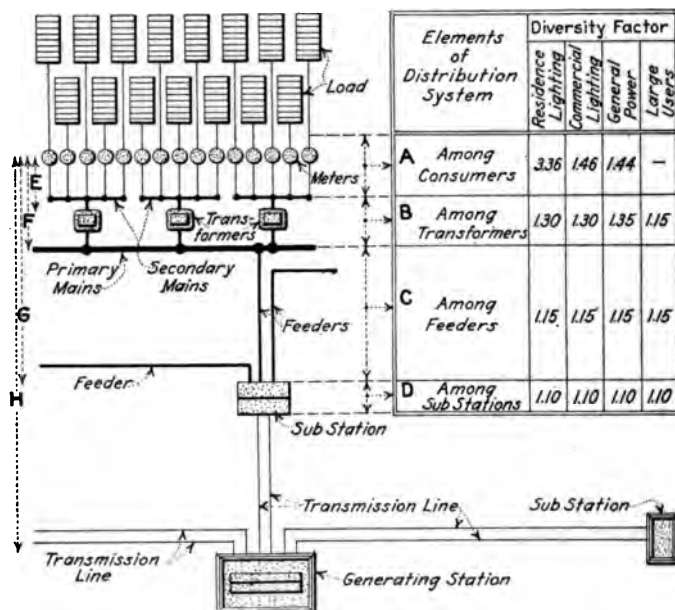 Load
Meters
E
F
G
H
Trans-
formers
Primary
Mains
Secondary
Mains
Feeders
Feeder
Sub Station
Transmission Line
Sub Station
Transmission
Line
Generating Station
Elements
of
Distribution
System
Diversity Factor
Residence
Lighting
Commercial
Lighting
General
Power
Large
Users
A Among
Consumers
3.36 1.46 1.44 —
B Among
Transformers
1.30 1.30 1.35 1.15
C Among
Feeders
1.15 1.15 1.15 1.15
D Among
Sub Stations
1.10 1.10 1.10 1.10